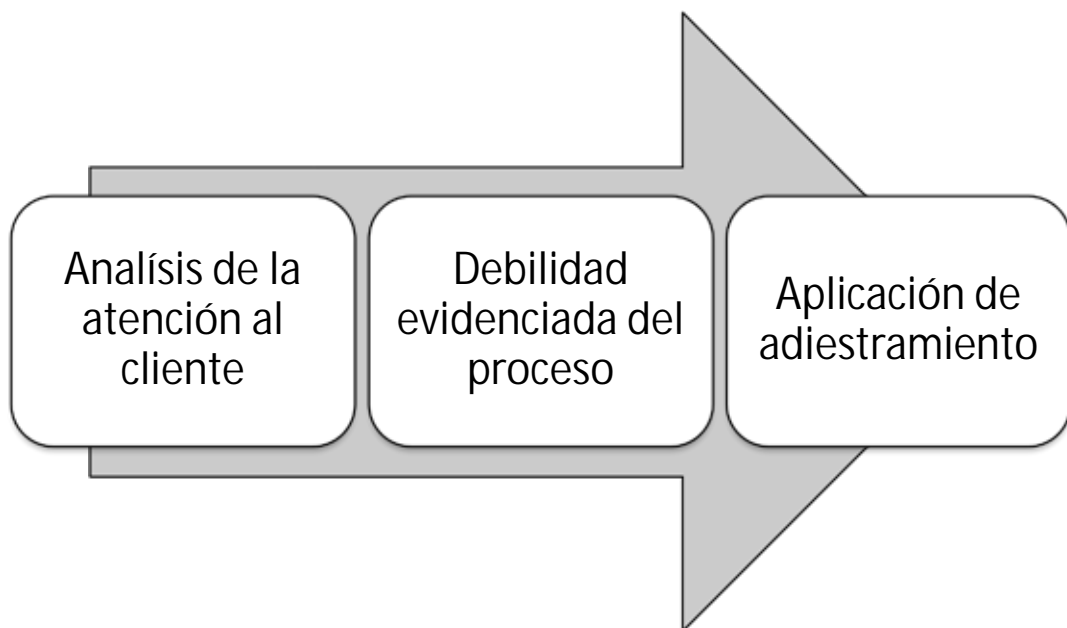 Analísis de la
atención al
cliente
Debilidad
evidenciada del
proceso
Aplicación de
adiestramiento